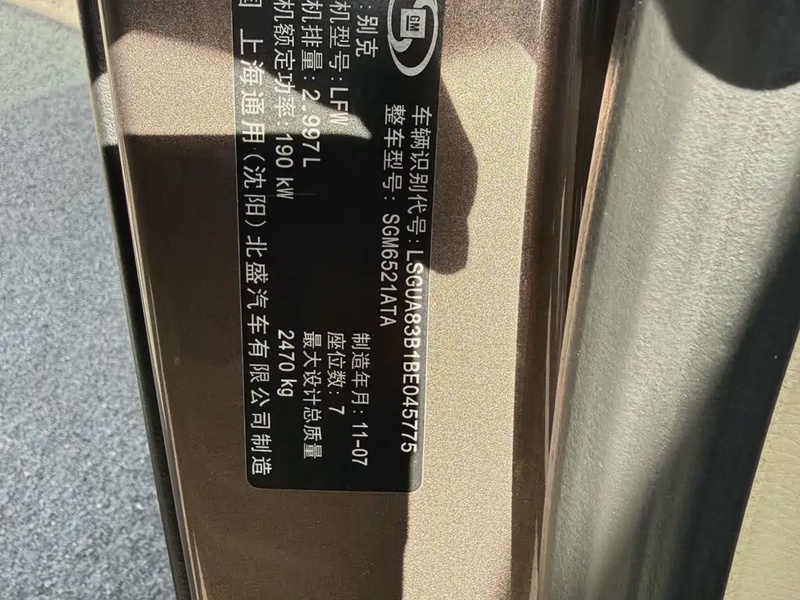 GM
车辆识别代号:LSGUA83B1BE045775
整车型号: SGM6521ATA
:别克
制造年月: 11-07
机型号:LFW
座位数: 7
机排量: 2.997L
最大设计总质量
机额定功率:190 kW
2470 kg
国 上海通用(沈阳)北盛汽车有限公司制造